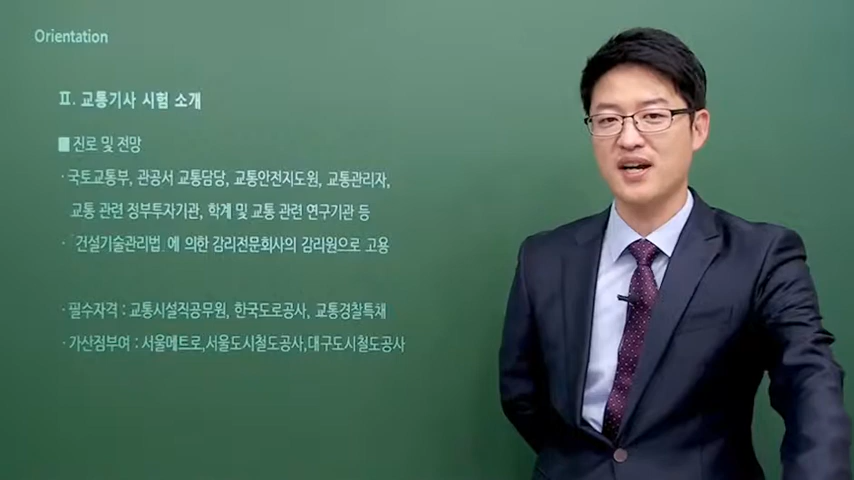 Orientation
Ⅱ. 교통기사 시험 소개
■진로 및 전망
·국토교통부, 관공서 교통담당, 교통안전지도원, 교통관리자,
교통 관련 정부투자기관, 학계 및 교통 관련 연구기관 등
·「건설기술관리법」에 의한 감리전문회사의 감리원으로 고용
·필수자격 : 교통시설직공무원, 한국도로공사, 교통경찰특채
·가산점부여 : 서울메트로,서울도시철도공사,대구도시철도공사